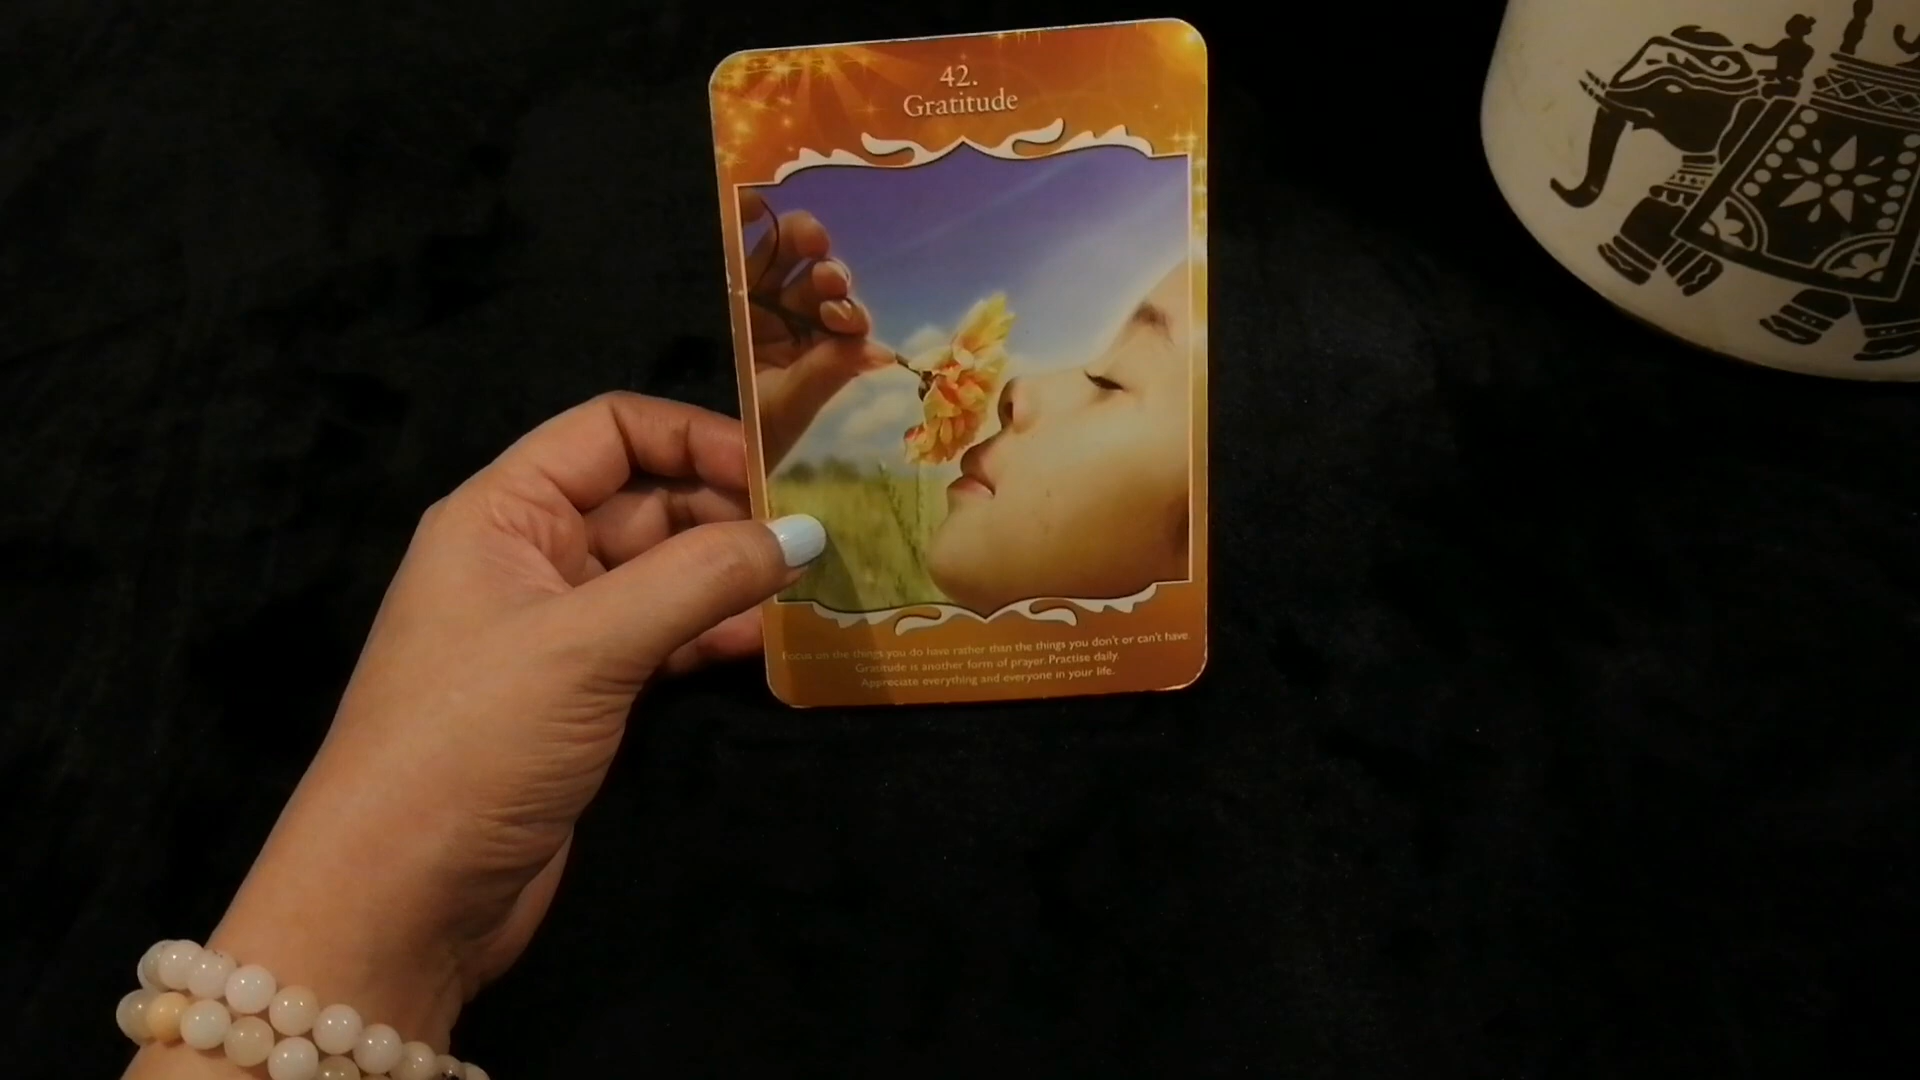 42.
Gratitude
Focus on the things you do have rather than the things you don't or can't have.
Gratitude is another form of prayer. Practise daily.
Appreciate everything and everyone in your life.